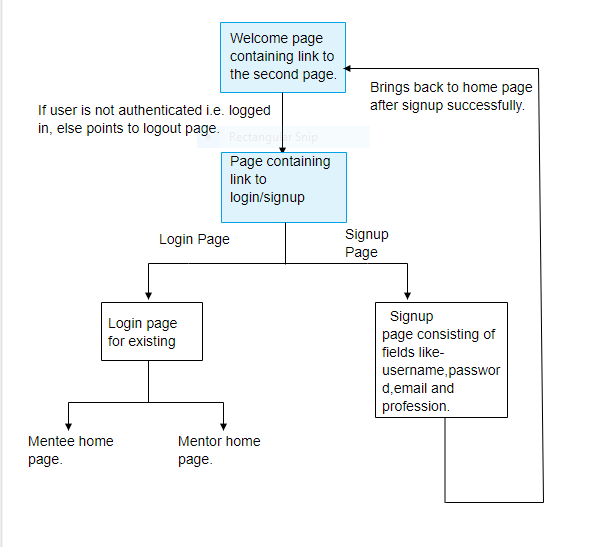 Welcome page
containing link to
the second page.
Brings back to home page
after signup successfully.
If user is not authenticated i.e. logged
in, else points to logout page.
Rectangular Snip
Page containing
link to
login/signup
Login Page
Signup
Page
Login page
for existing
Signup
page consisting of
fields like-
username,passwor
d,email and
profession.
Mentee home
page.
Mentor home
page.